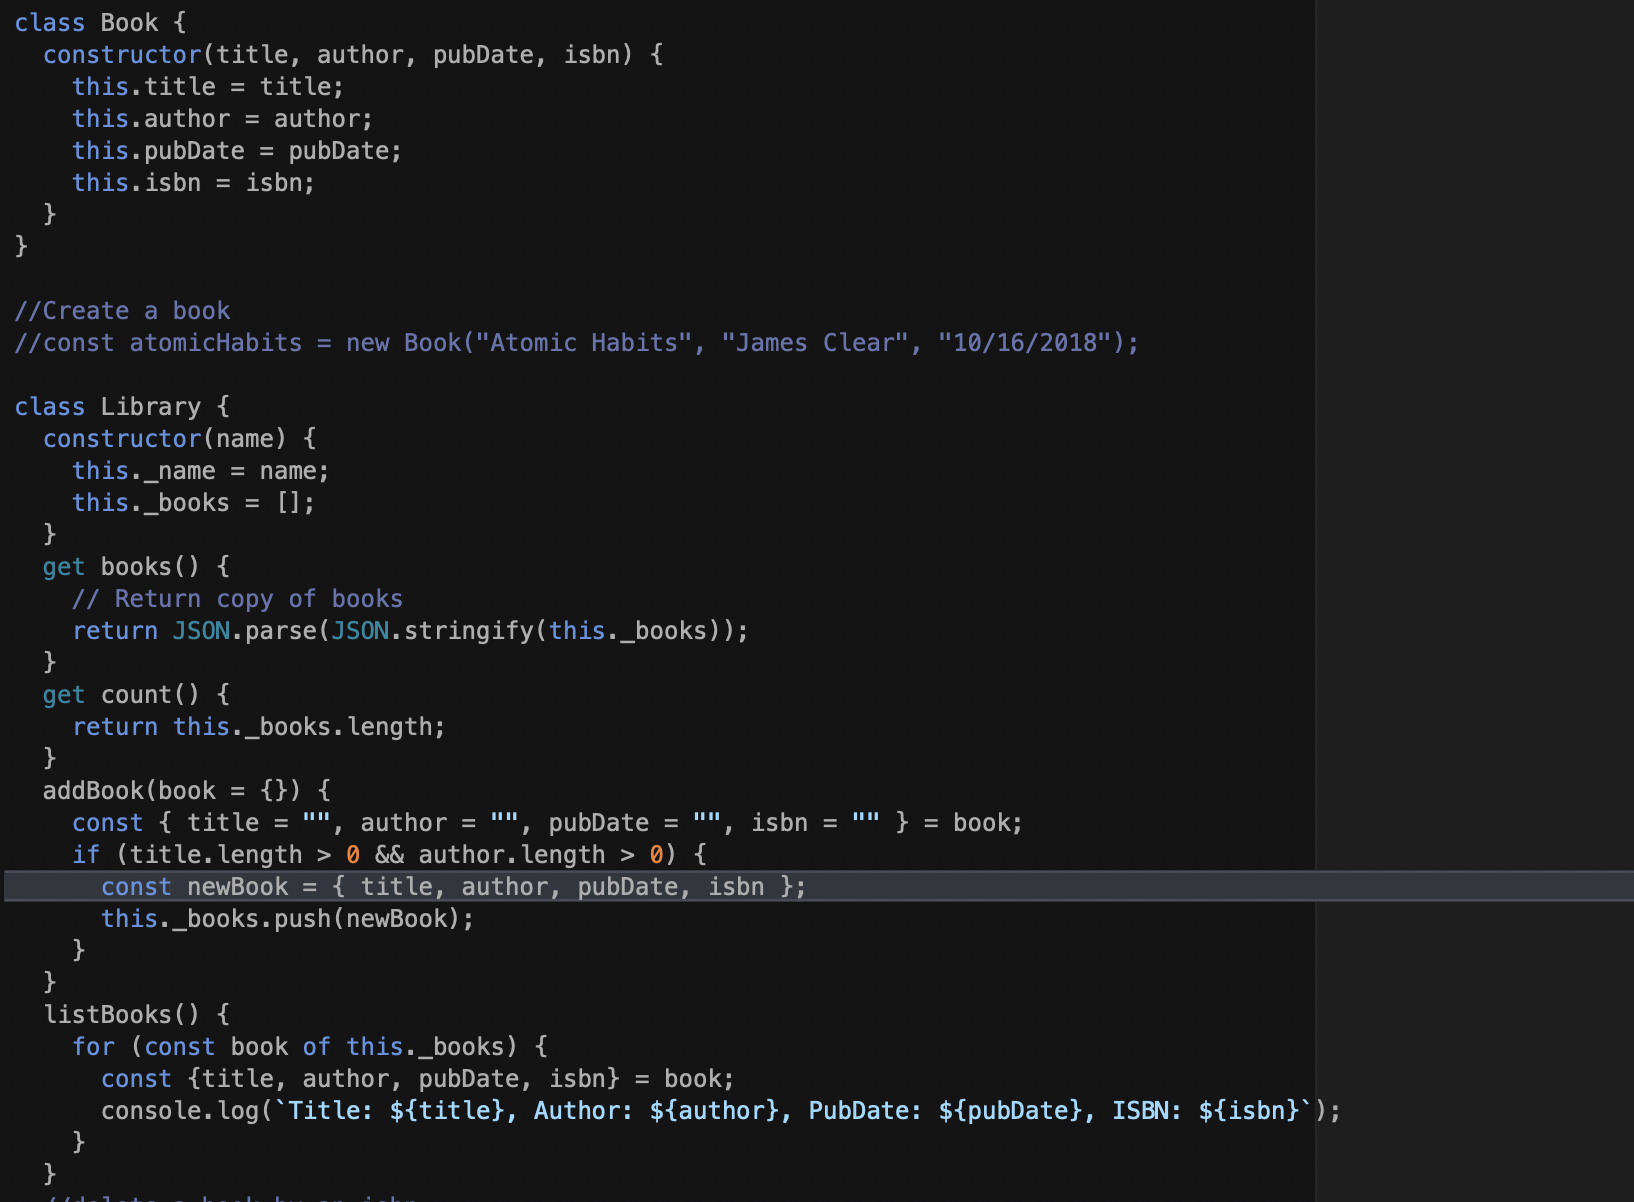 class Book {
  constructor(title, author, pubDate, isbn) {
    this.title = title;
    this.author = author;
    this.pubDate = pubDate;
    this.isbn = isbn;
  }
}

//Create a book
//const atomicHabits = new Book("Atomic Habits", "James Clear", "10/16/2018");

class Library {
  constructor(name) {
    this._name = name;
    this._books = [];
  }
  get books() {
    // Return copy of books
    return JSON.parse(JSON.stringify(this._books));
  }
  get count() {
    return this._books.length;
  }
  addBook(book = {}) {
    const { title = "", author = "", pubDate = "", isbn = "" } = book;
    if (title.length > 0 && author.length > 0) {
      const newBook = { title, author, pubDate, isbn };
      this._books.push(newBook);
    }
  }
  listBooks() {
    for (const book of this._books) {
      const {title, author, pubDate, isbn} = book;
      console.log(`Title: ${title}, Author: ${author}, PubDate: ${pubDate}, ISBN: ${isbn}`);
    }
  }
  //delete a book by an isbn